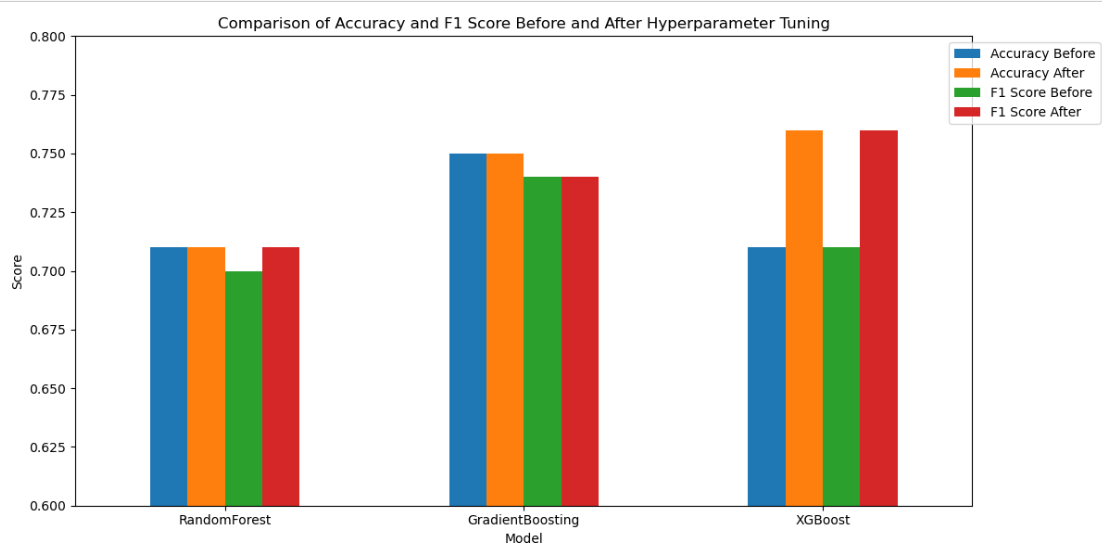 Comparison of Accuracy and F1 Score Before and After Hyperparameter Tuning
Accuracy Before
Accuracy After
F1 Score Before
F1 Score After
Score
0.800
0.775
0.750
0.725
0.700
0.675
0.650
0.625
0.600
RandomForest
GradientBoosting
XGBoost
Model